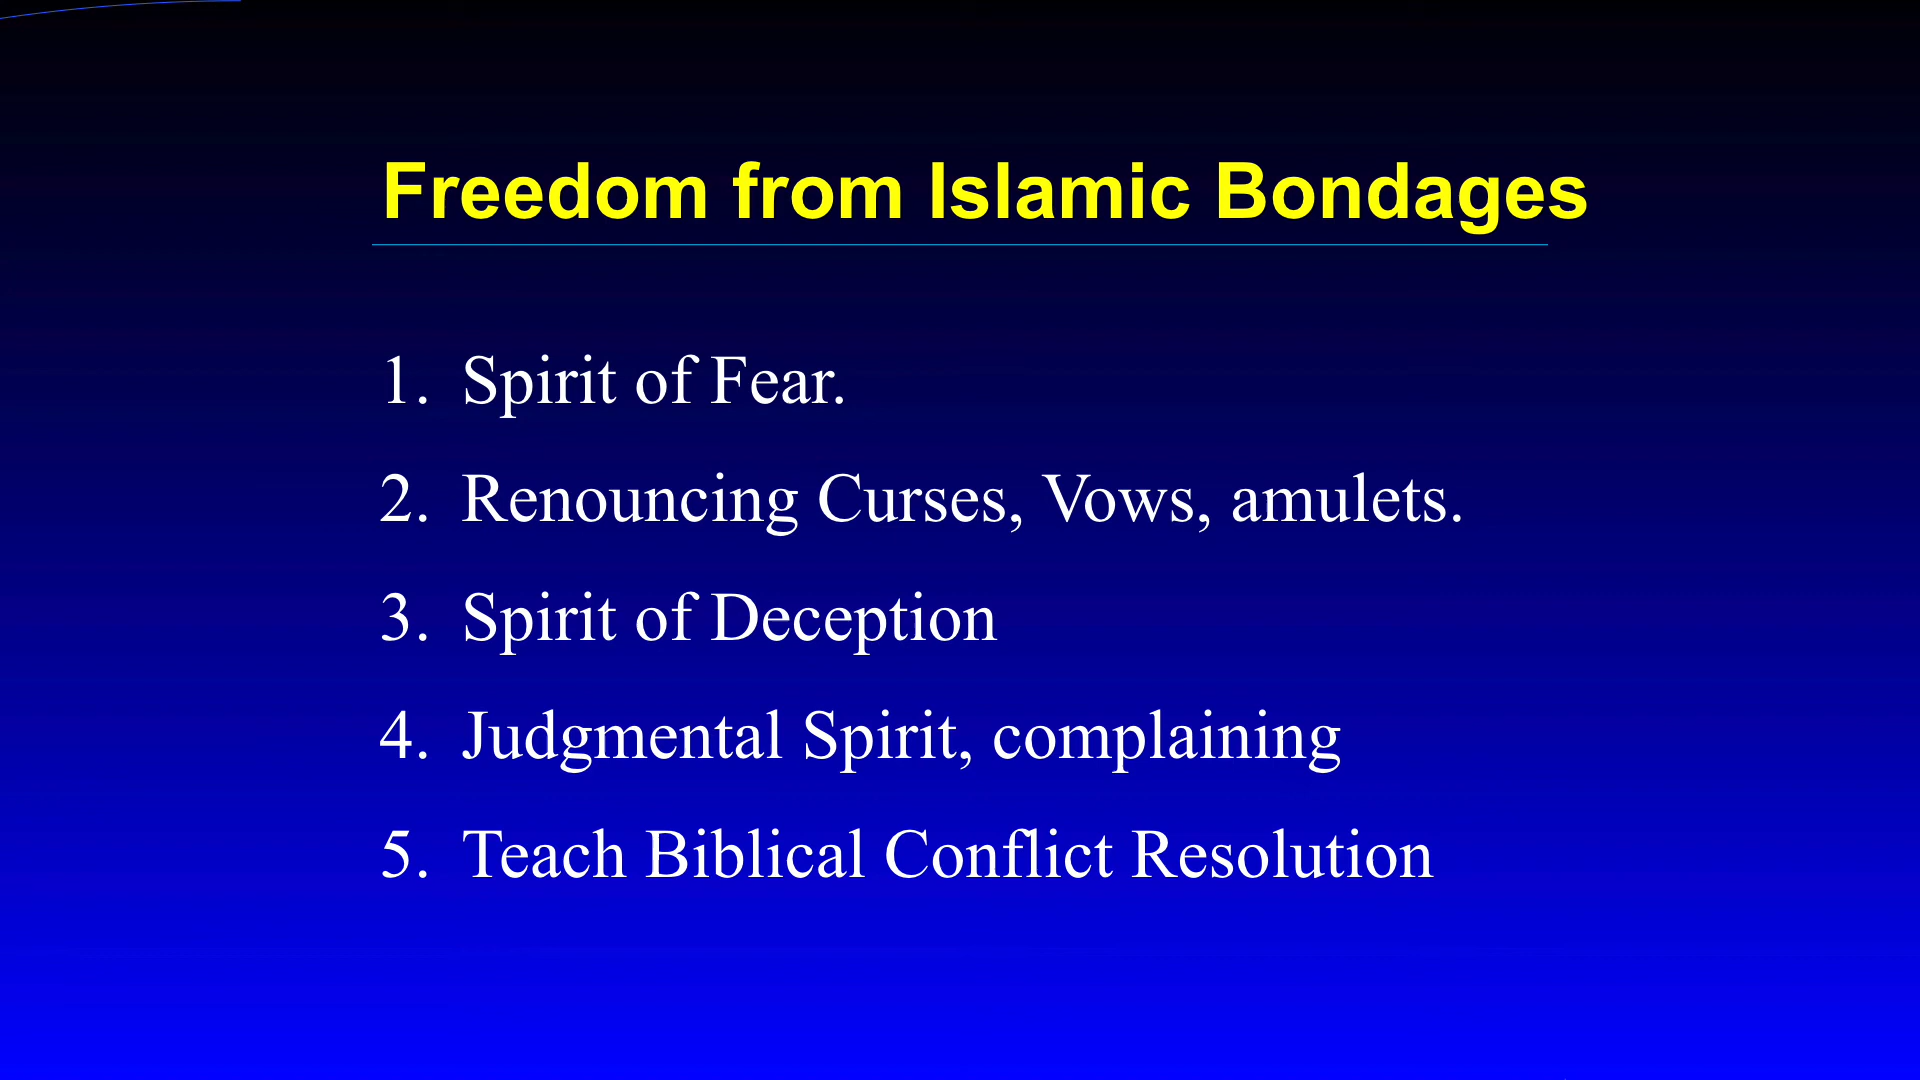 Freedom from Islamic Bondages
1. Spirit of Fear.
2. Renouncing Curses, Vows, amulets.
3. Spirit of Deception
4. Judgmental Spirit, complaining
5. Teach Biblical Conflict Resolution